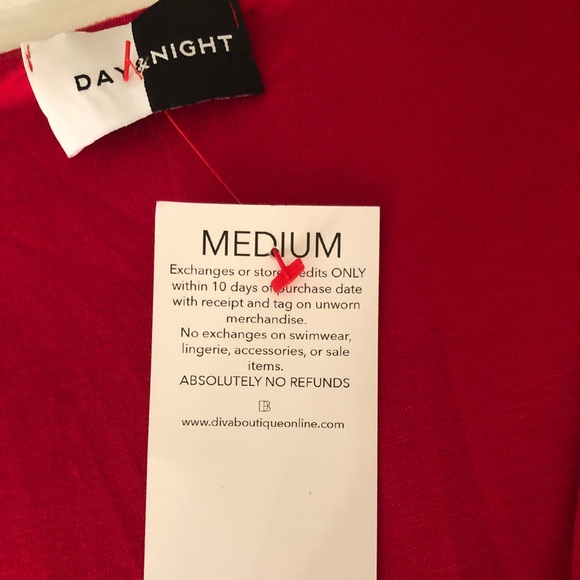 DAY & NIGHT
MEDIUM
Exchanges or store credits ONLY
within 10 days of purchase date
with receipt and tag on unworn
merchandise.
No exchanges on swimwear,
lingerie, accessories, or sale
items.
ABSOLUTELY NO REFUNDS
www.divaboutiqueonline.com